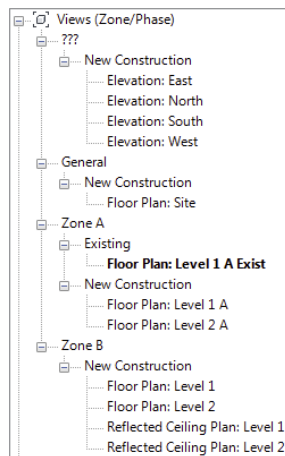 Views (Zone/Phase)
???
New Construction
Elevation: East
Elevation: North
Elevation: South
Elevation: West
General
New Construction
Floor Plan: Site
Zone A
Existing
Floor Plan: Level 1 A Exist
New Construction
Floor Plan: Level 1 A
Floor Plan: Level 2 A
Zone B
New Construction
Floor Plan: Level 1
Floor Plan: Level 2
Reflected Ceiling Plan: Level 1
Reflected Ceiling Plan: Level 2